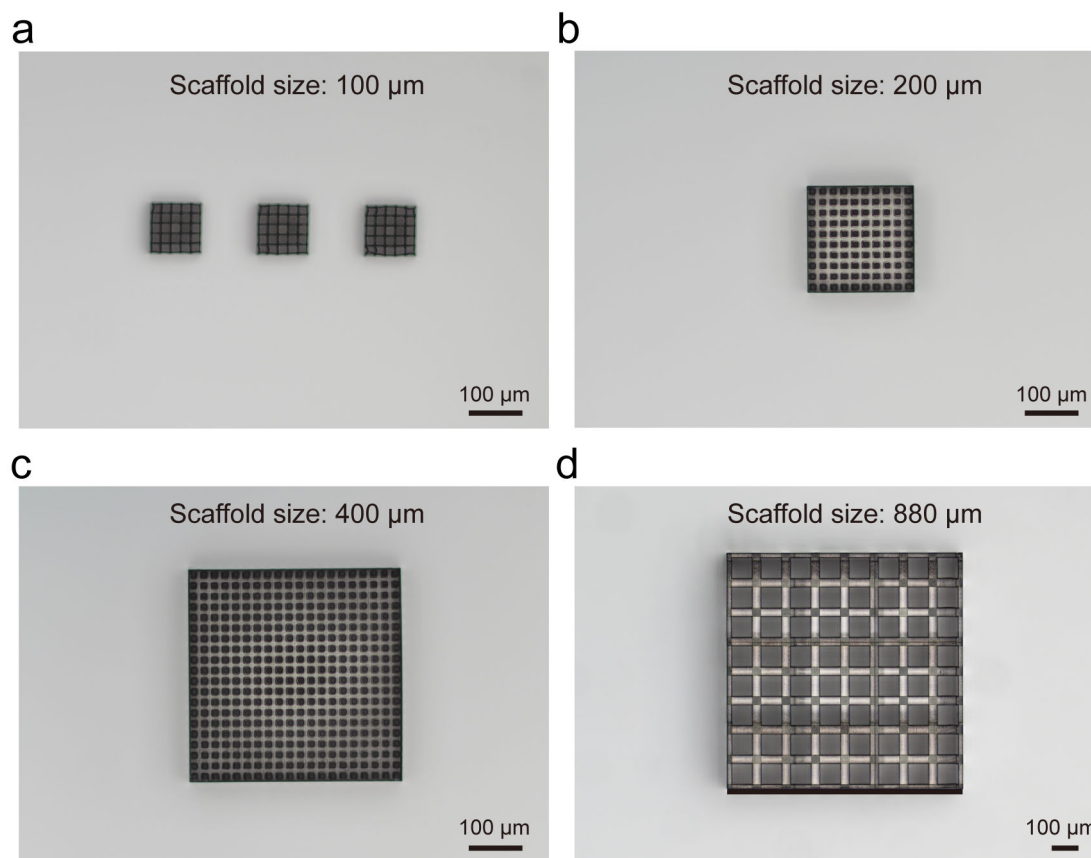 a
Scaffold size: 100 µm
100 µm
b
Scaffold size: 200 µm
100 µm
c
Scaffold size: 400 µm
100 µm
d
Scaffold size: 880 µm
100 µm